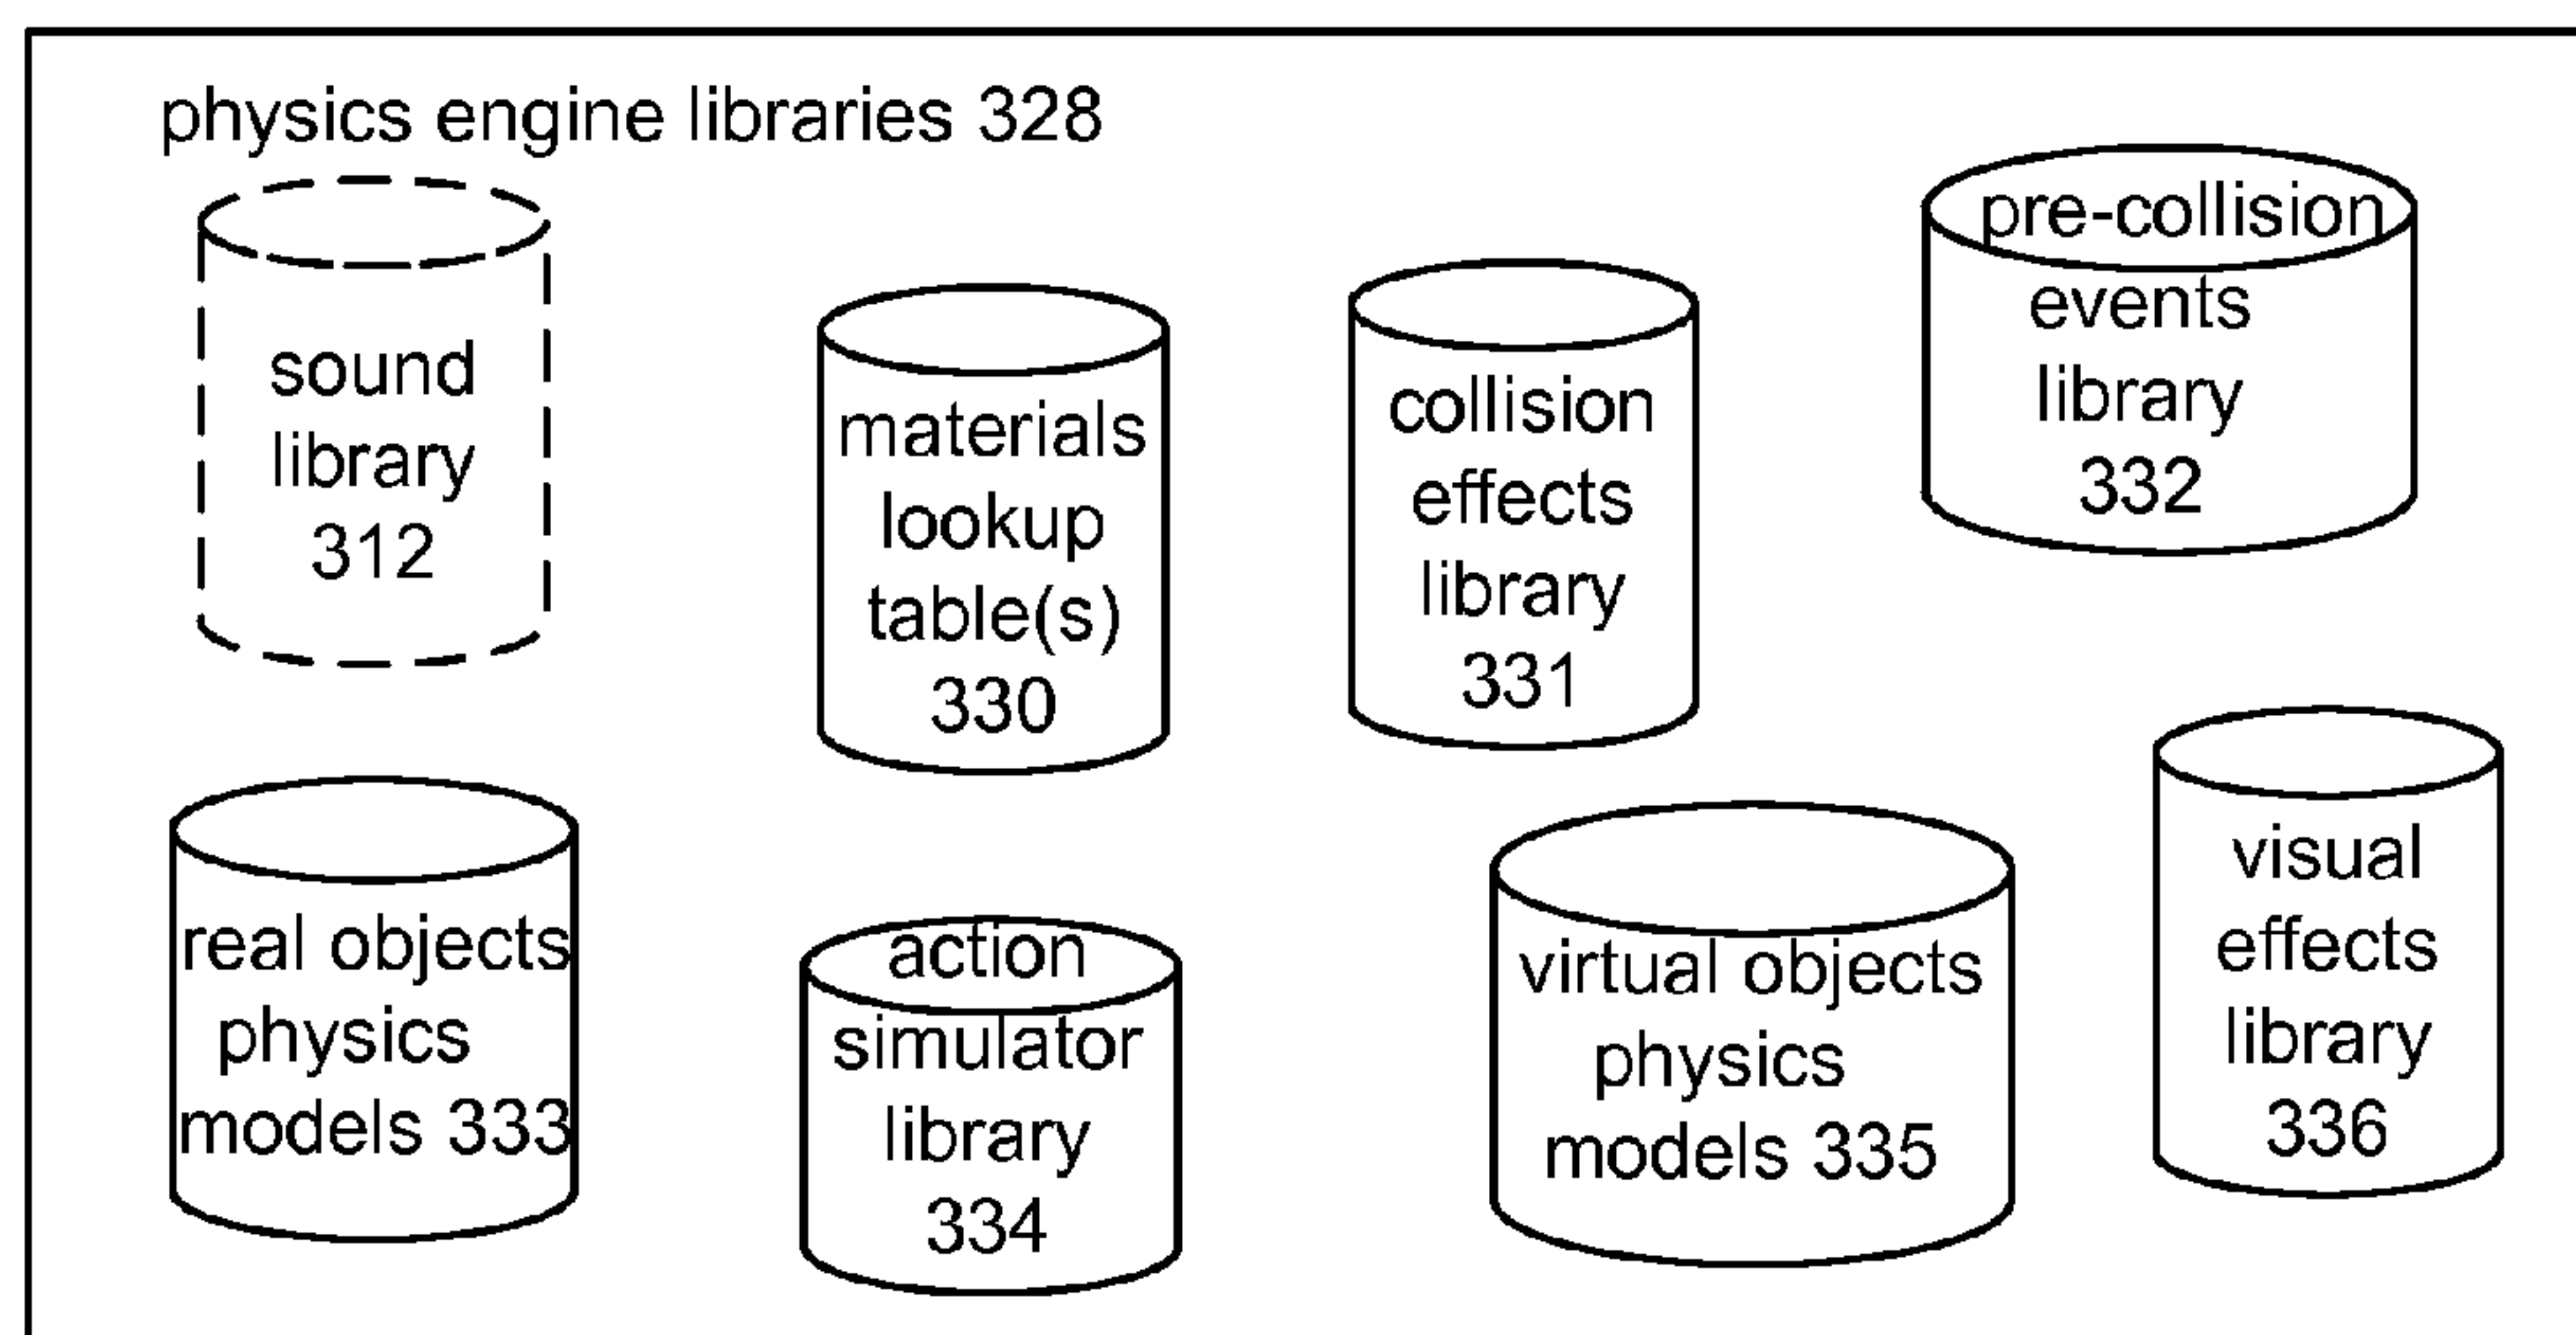 physics engine libraries 328
sound
library
312
materials
lookup
table(s)
330
collision
effects
library
331
pre-collision
events
library
332
real objects
physics
models 333
action
simulator
library
334
virtual objects
physics
models 335
visual
effects
library
336